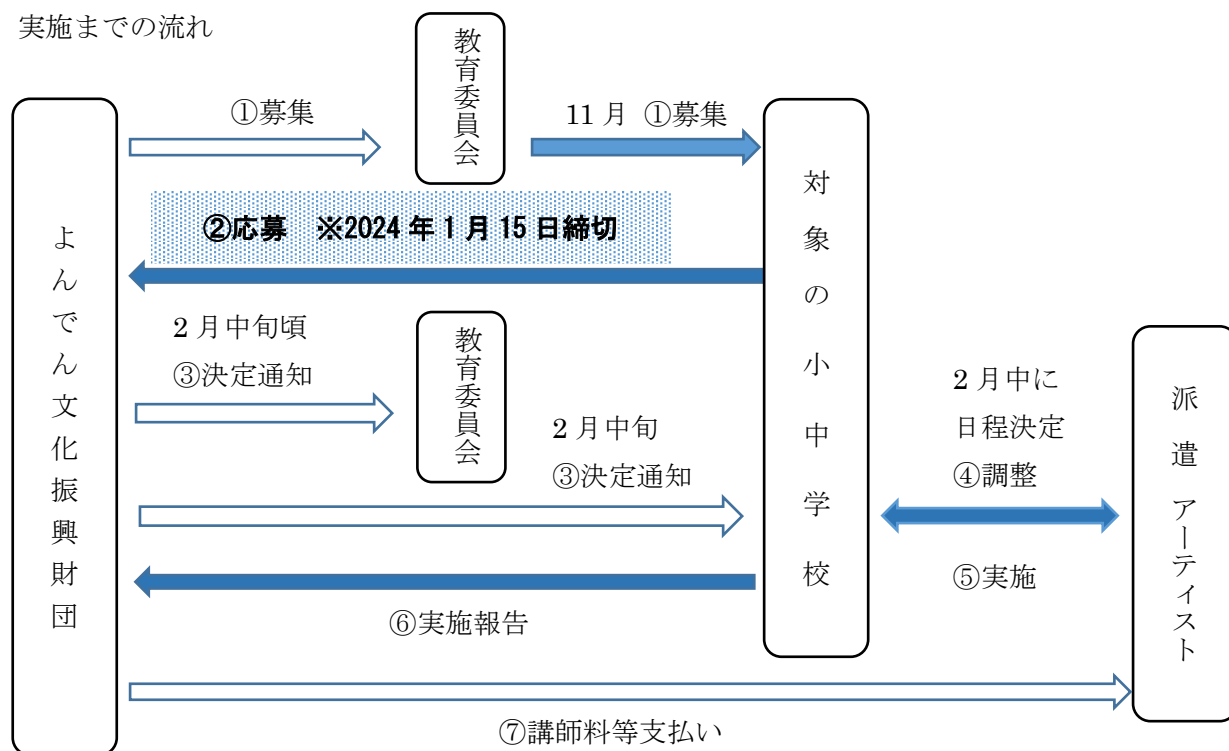 実施までの流れ
教育委員会
①募集
11月 ①募集
よんでん文化振興財団
対象の小中学校
②応募　※2024年1月15日締切
2月中旬頃
③決定通知
教育委員会
2月中旬
③決定通知
2月中に
日程決定
④調整
派遣アーティスト
⑤実施
⑥実施報告
⑦講師料等支払い